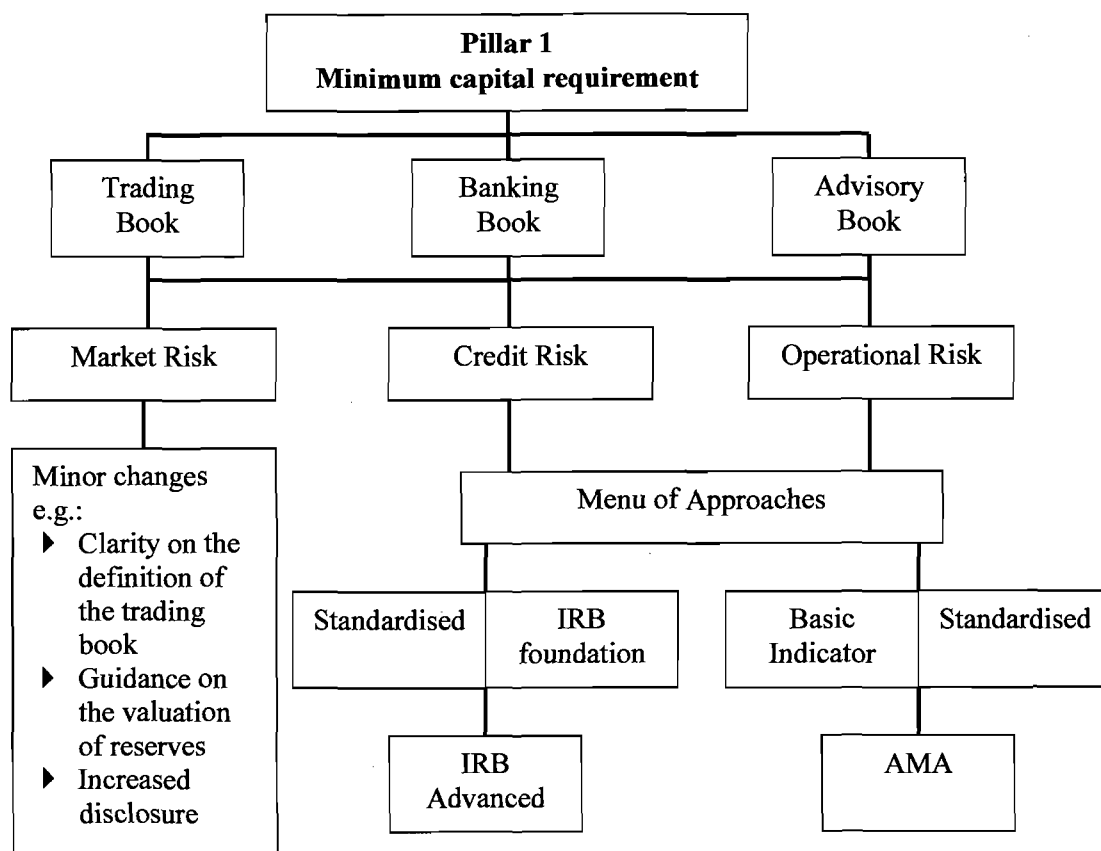 Pillar 1
Minimum capital requirement
Trading
Book
Banking
Book
Advisory
Book
Market Risk
Credit Risk
Operational Risk
Minor changes
e.g.:
Clarity on the
definition of
the trading
book
Guidance on
the valuation
of reserves
Increased
disclosure
Menu of Approaches
Standardised
IRB
foundation
Basic
Indicator
Standardised
IRB
Advanced
AMA